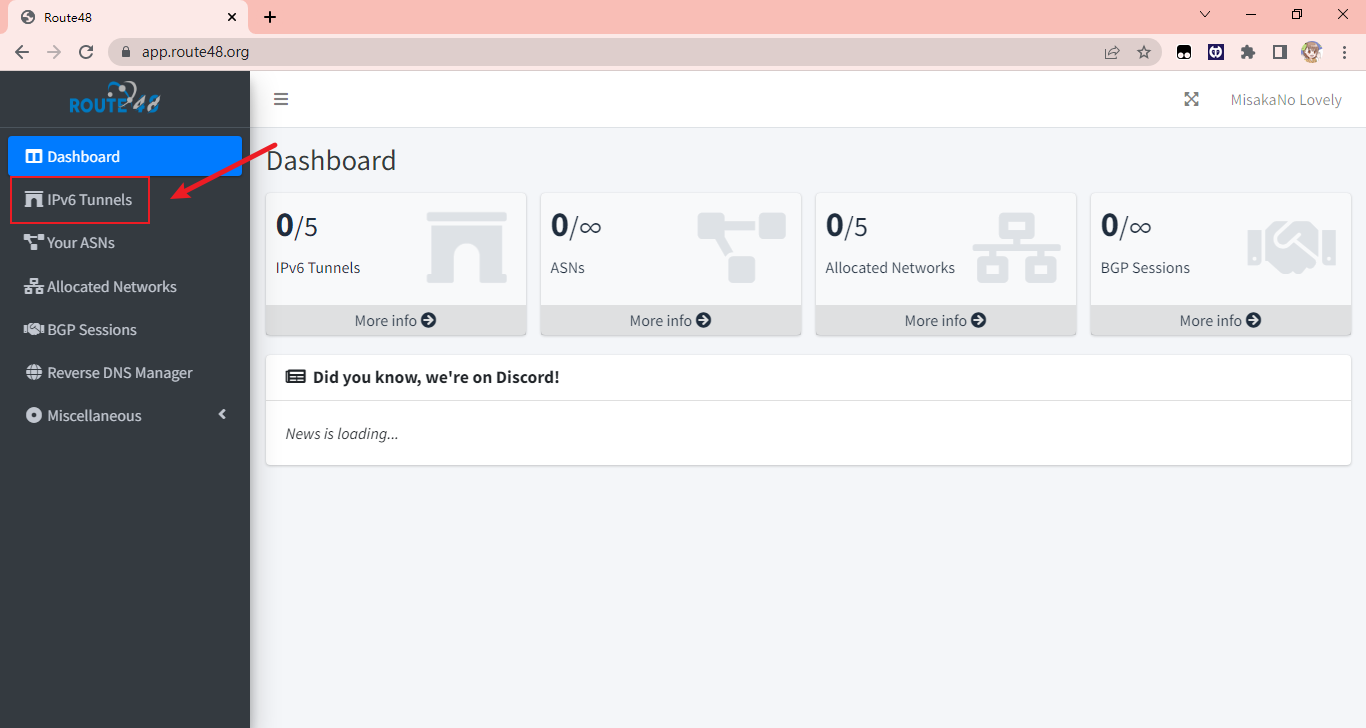 Route48
app.route48.org
ROUTE48
MisakaNo Lovely
Dashboard
IPv6 Tunnels
Your ASNs
Allocated Networks
BGP Sessions
Reverse DNS Manager
Miscellaneous
Dashboard
0/5
IPv6 Tunnels
More info
0/∞
ASNs
More info
0/5
Allocated Networks
More info
0/∞
BGP Sessions
More info
Did you know, we're on Discord!
News is loading...